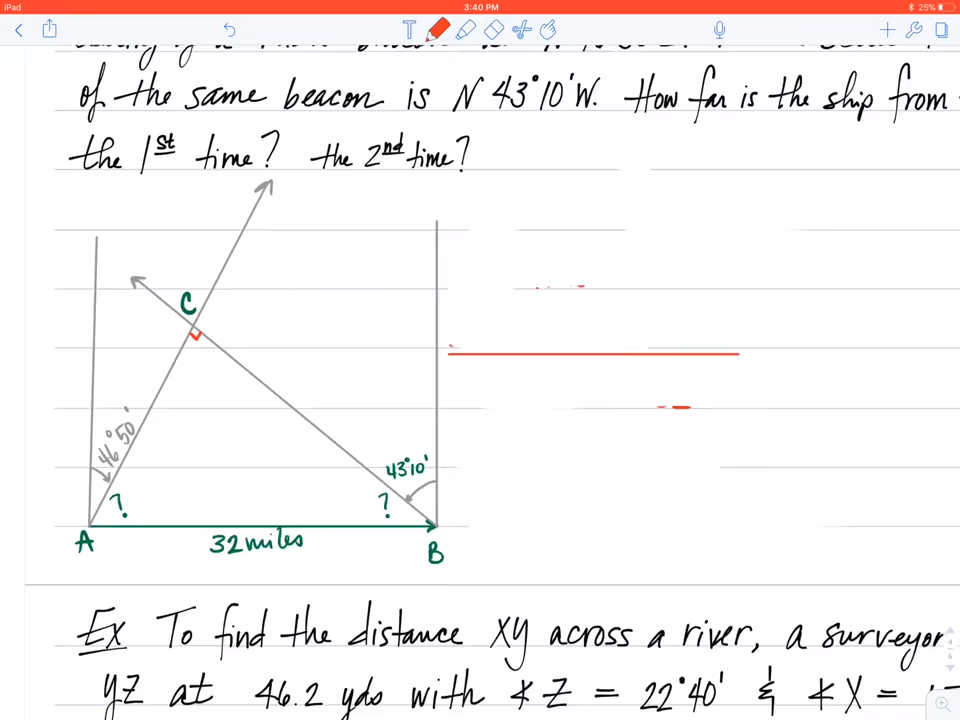 iPad
3:40 PM
25%
T
of the same beacon is N 43°10'W. How far is the ship from
the 1st time? the 2nd time?
C
46°50'
43°10'
? ?
A 32 miles B
Ex To find the distance XY across a river, a surveyor
YZ at 46.2 yds with ∡Z = 22°40' & ∡X =